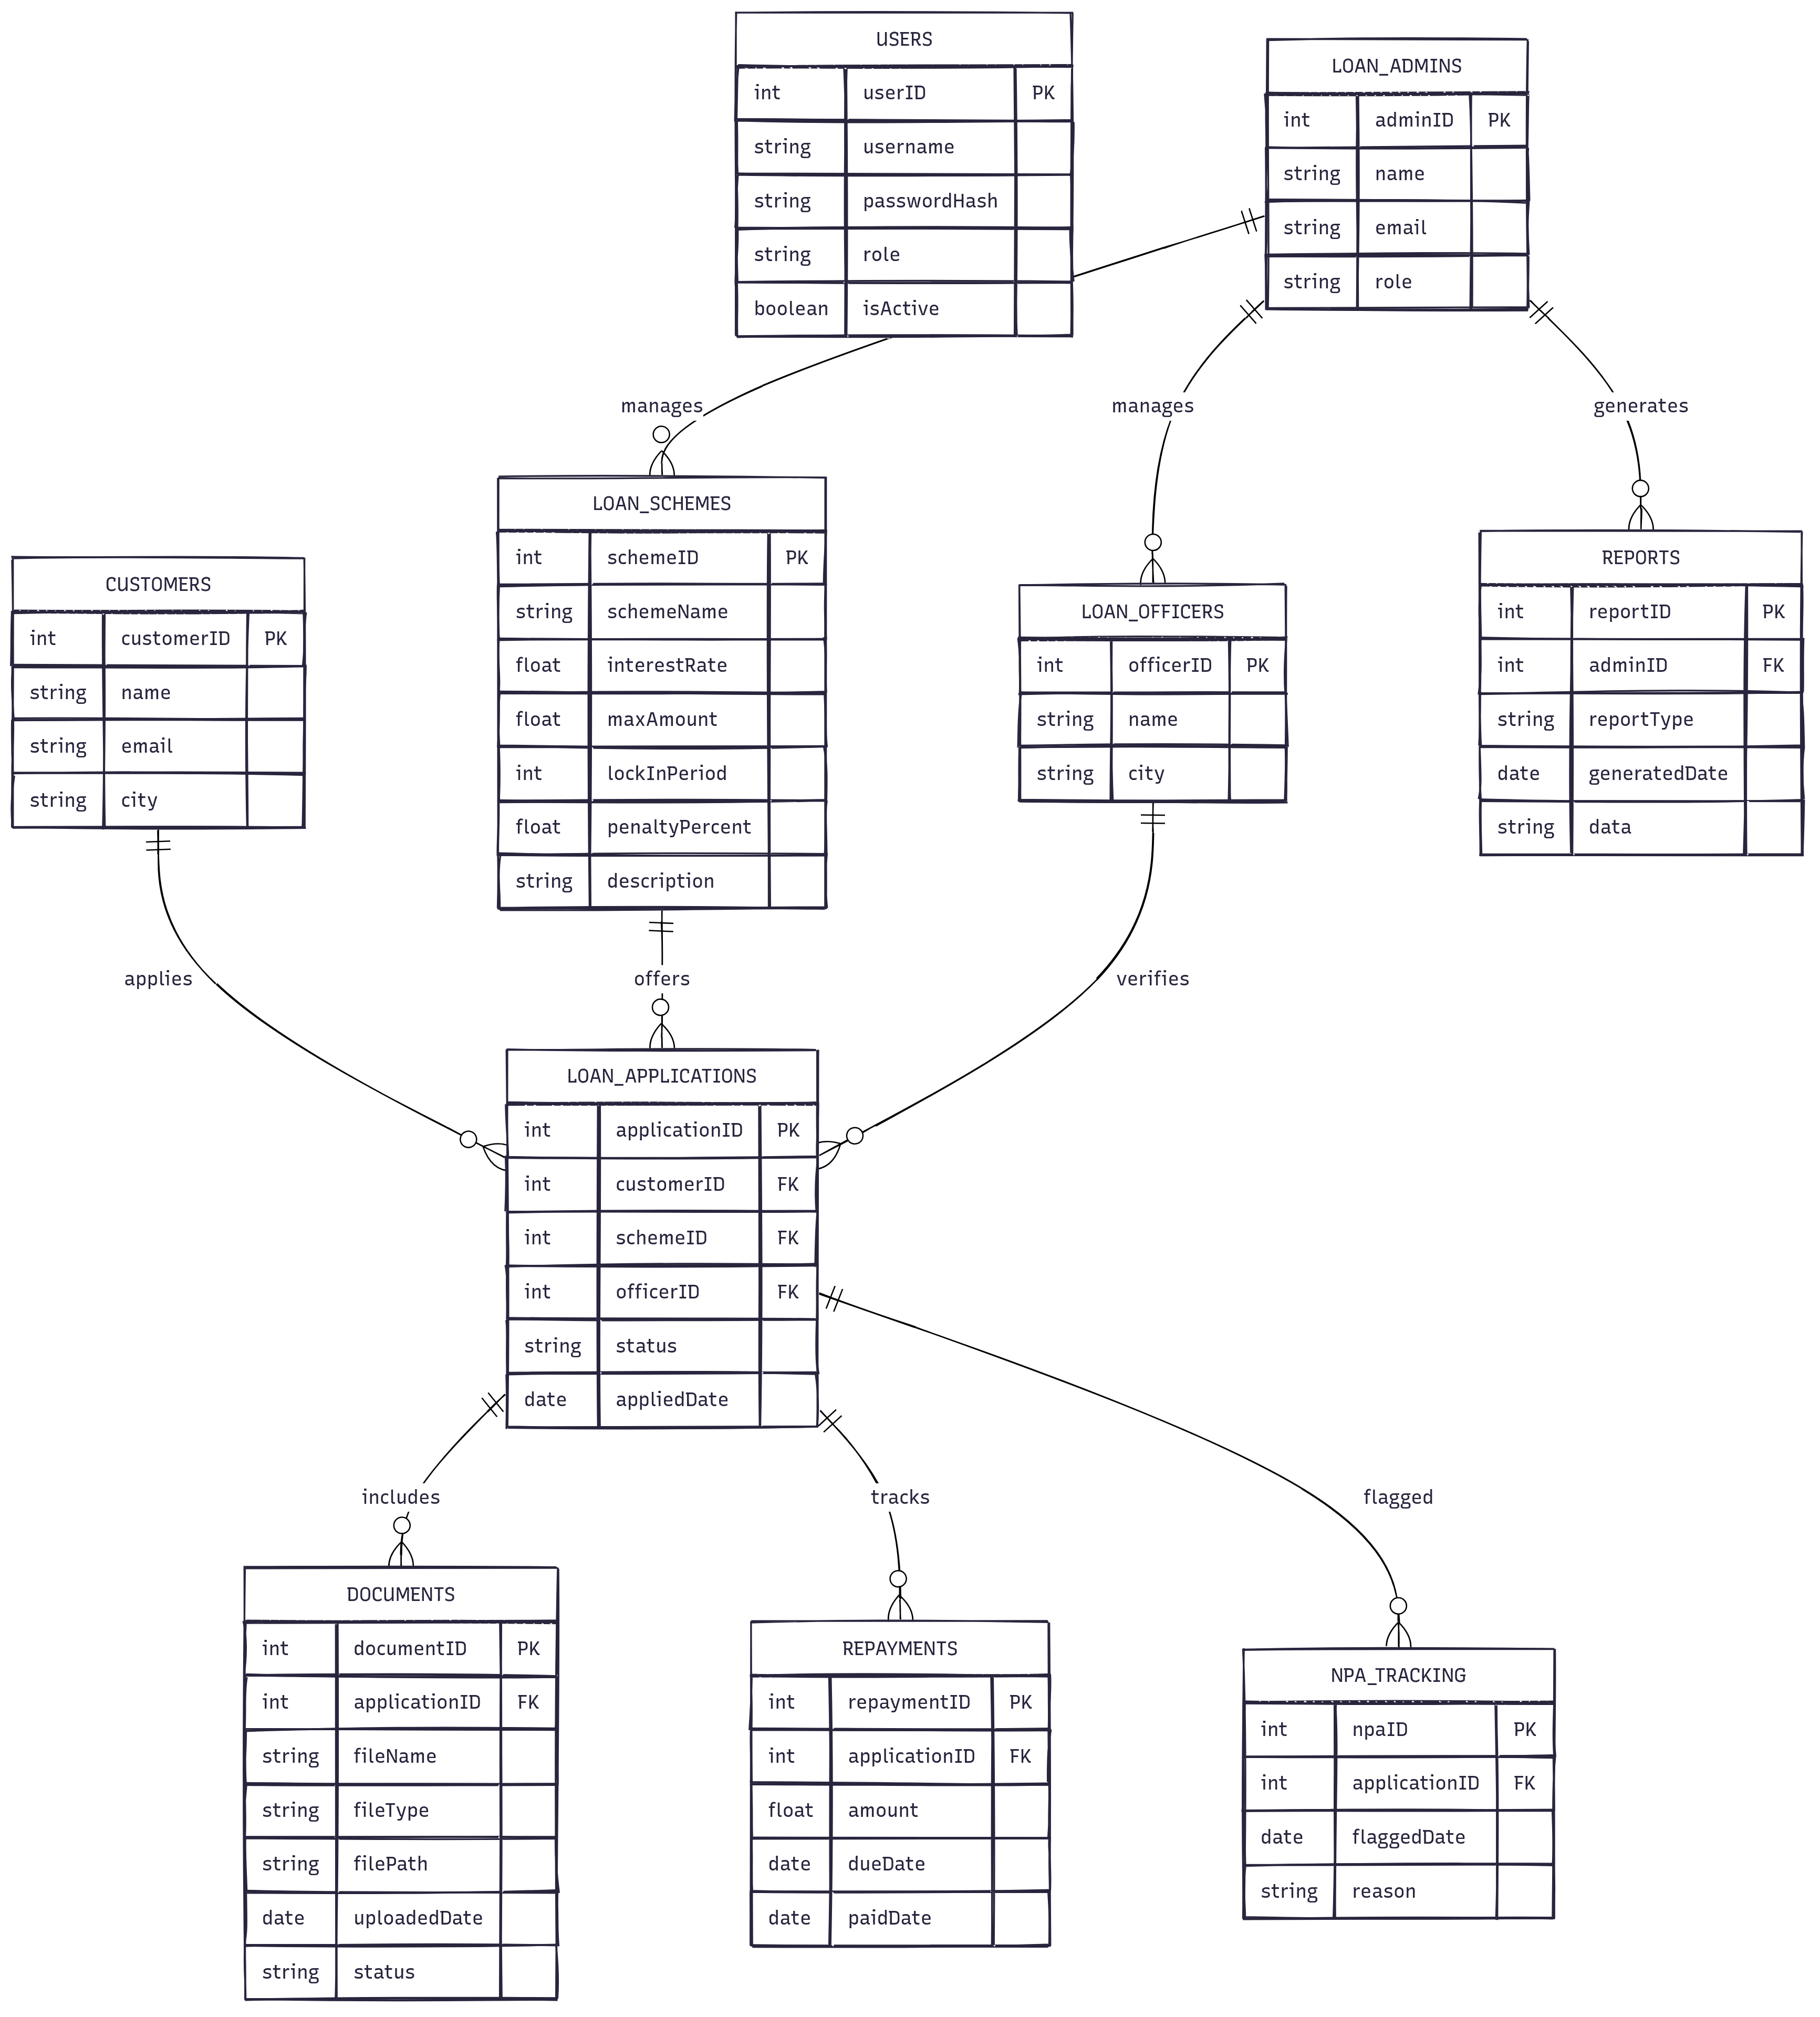 USERS
int userID PK
string username
string passwordHash
string role
boolean isActive
LOAN_ADMINS
int adminID PK
string name
string email
string role
manages
manages
generates
CUSTOMERS
int customerID PK
string name
string email
string city
LOAN_SCHEMES
int schemeID PK
string schemeName
float interestRate
float maxAmount
int lockInPeriod
float penaltyPercent
string description
LOAN_OFFICERS
int officerID PK
string name
string city
REPORTS
int reportID PK
int adminID FK
string reportType
date generatedDate
string data
applies
offers
verifies
LOAN_APPLICATIONS
int applicationID PK
int customerID FK
int schemeID FK
int officerID FK
string status
date appliedDate
includes
tracks
flagged
DOCUMENTS
int documentID PK
int applicationID FK
string fileName
string fileType
string filePath
date uploadedDate
string status
REPAYMENTS
int repaymentID PK
int applicationID FK
float amount
date dueDate
date paidDate
NPA_TRACKING
int npaID PK
int applicationID FK
date flaggedDate
string reason